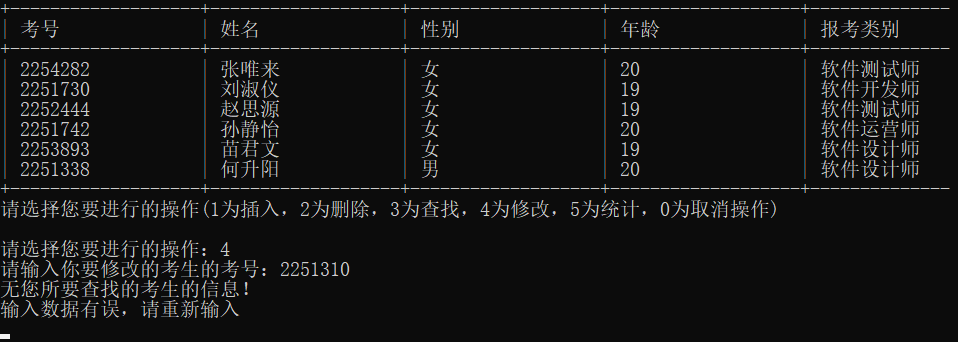 考号 姓名 性别 年龄 报考类别
2254282 张唯来 女 20 软件测试师
2251730 刘淑仪 女 19 软件开发师
2252444 赵思源 女 19 软件测试师
2251742 孙静怡 女 20 软件运营师
2253893 苗君文 女 19 软件设计师
2251338 何升阳 男 20 软件设计师
请选择您要进行的操作(1为插入，2为删除，3为查找，4为修改，5为统计，0为取消操作)
请选择您要进行的操作：4
请输入你要修改的考生的考号：2251310
无您所要查找的考生的信息！
输入数据有误，请重新输入